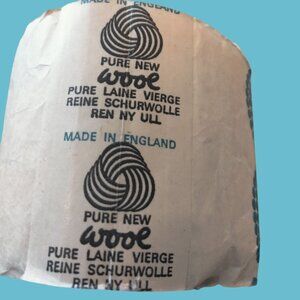 MADE IN ENGLAND
PURE NEW
wool
PURE LAINE VIERGE
REINE SCHURWOLLE
REN NY ULL
MADE IN ENGLAND
PURE NEW
wool
PURE LAINE VIERGE
REINE SCHURWOLLE
REN NY ULL